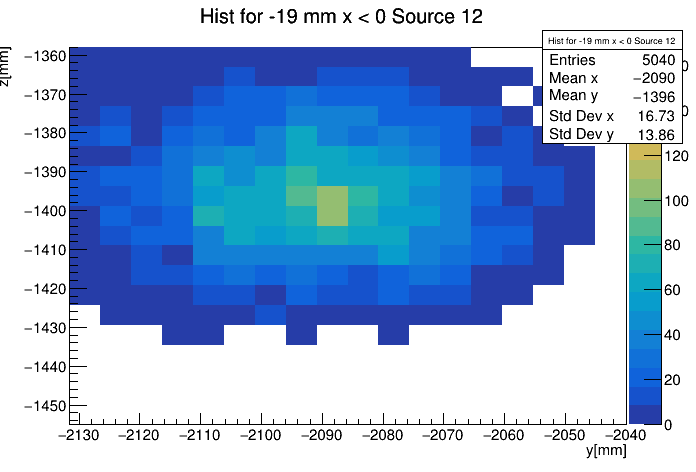 Hist for -19 mm x < 0 Source 12
Hist for -19 mm x < 0 Source 12
Entries 5040
Mean x −2090
Mean y −1396
Std Dev x 16.73
Std Dev y 13.86
z[mm]
−1360
−1370
−1380
−1390
−1400
−1410
−1420
−1430
−1440
−1450
0
0
120
100
80
60
40
20
0
−2130 −2120 −2110 −2100 −2090 −2080 −2070 −2060 −2050 −2040
y[mm]